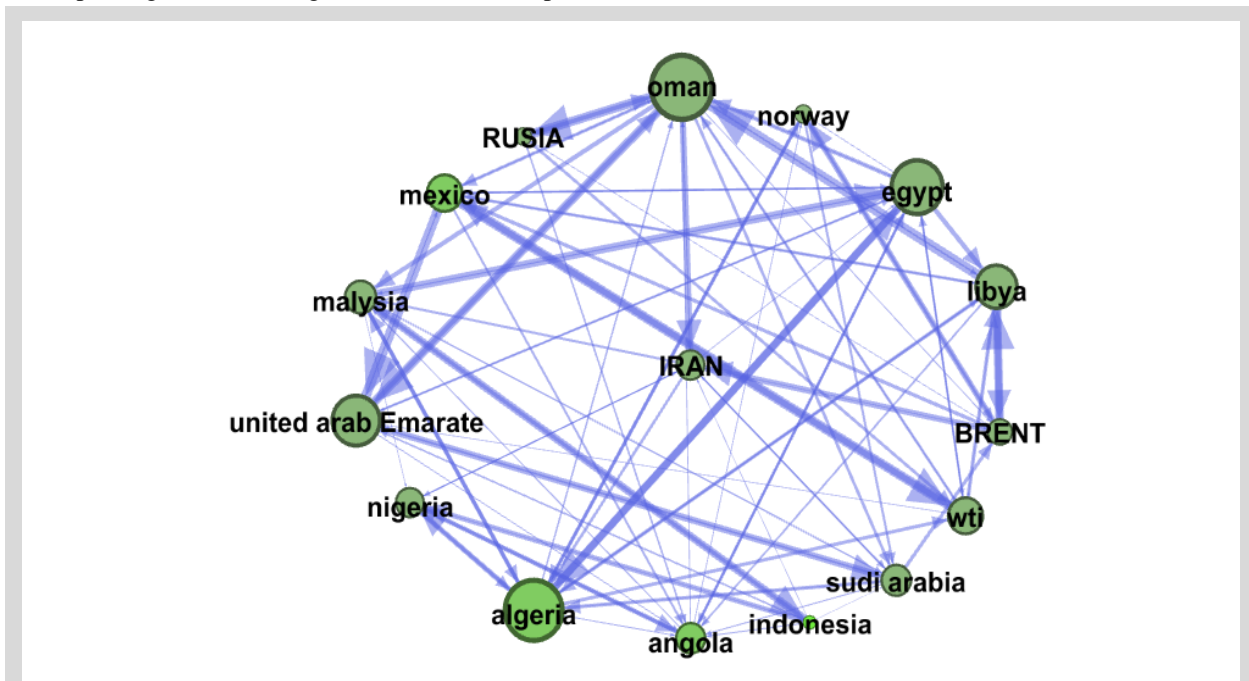 oman
norway
RUSIA
egypt
mexico
libya
malysia
IRAN
united arab Emarate
BRENT
nigeria
wti
sudi arabia
algeria
indonesia
angola